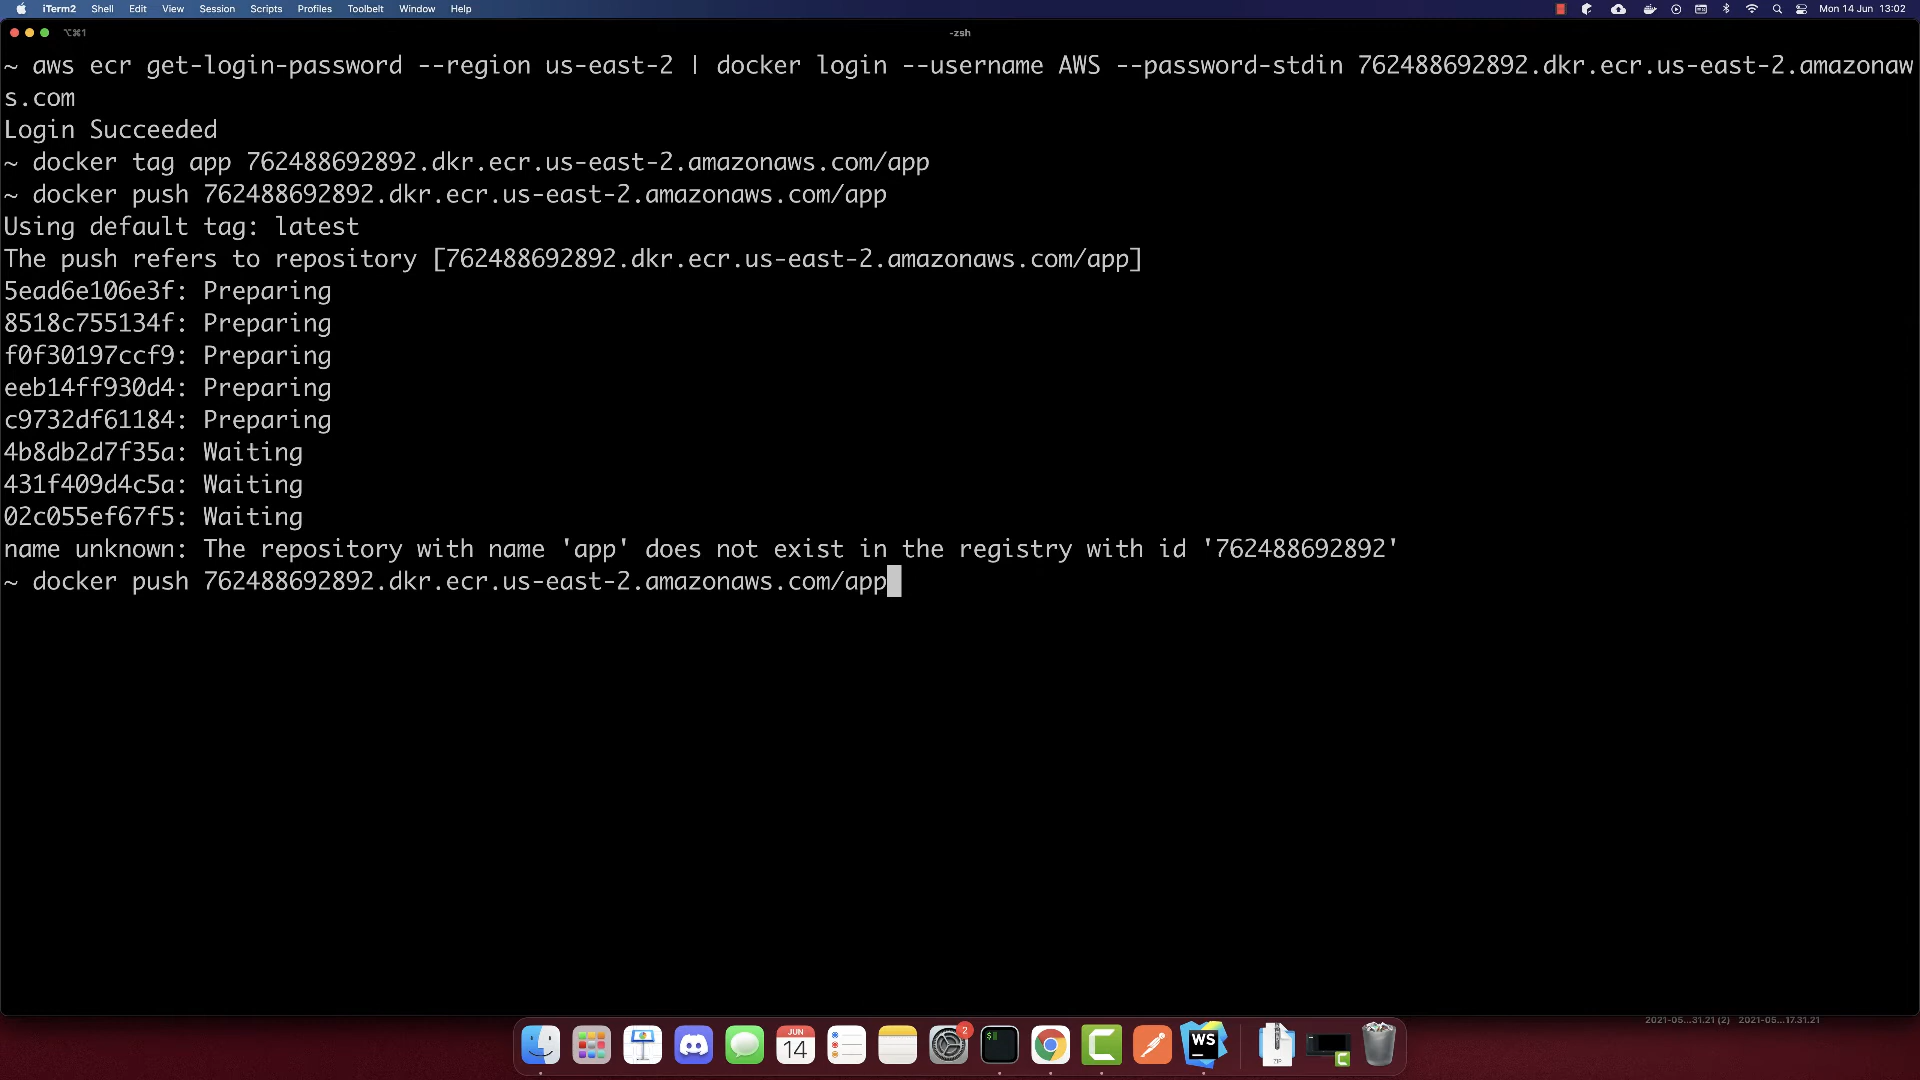 iTerm2 Shell Edit View Session Scripts Profiles Toolbelt Window Help Mon 14 Jun 13:02
⌥⌘1 -zsh
~ aws ecr get-login-password --region us-east-2 | docker login --username AWS --password-stdin 762488692892.dkr.ecr.us-east-2.amazonaw
s.com
Login Succeeded
~ docker tag app 762488692892.dkr.ecr.us-east-2.amazonaws.com/app
~ docker push 762488692892.dkr.ecr.us-east-2.amazonaws.com/app
Using default tag: latest
The push refers to repository [762488692892.dkr.ecr.us-east-2.amazonaws.com/app]
5ead6e106e3f: Preparing
8518c755134f: Preparing
f0f30197ccf9: Preparing
eeb14ff930d4: Preparing
c9732df61184: Preparing
4b8db2d7f35a: Waiting
431f409d4c5a: Waiting
02c055ef67f5: Waiting
name unknown: The repository with name 'app' does not exist in the registry with id '762488692892'
~ docker push 762488692892.dkr.ecr.us-east-2.amazonaws.com/app
2021-05...31.21 (2) 2021-05...17.31.21
JUN
14
2
$
WS
ZIP